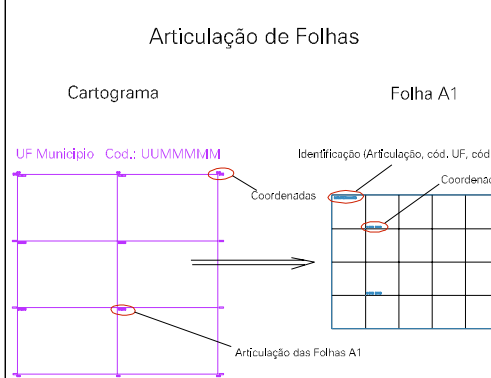 Articulação de Folhas
Cartograma
Folha A1
UF Municipio Cod.: UUMMMMM
Identificação (Articulação, cód. UF, cód
Coordenadas
Coordenad
Articulação das Folhas A1